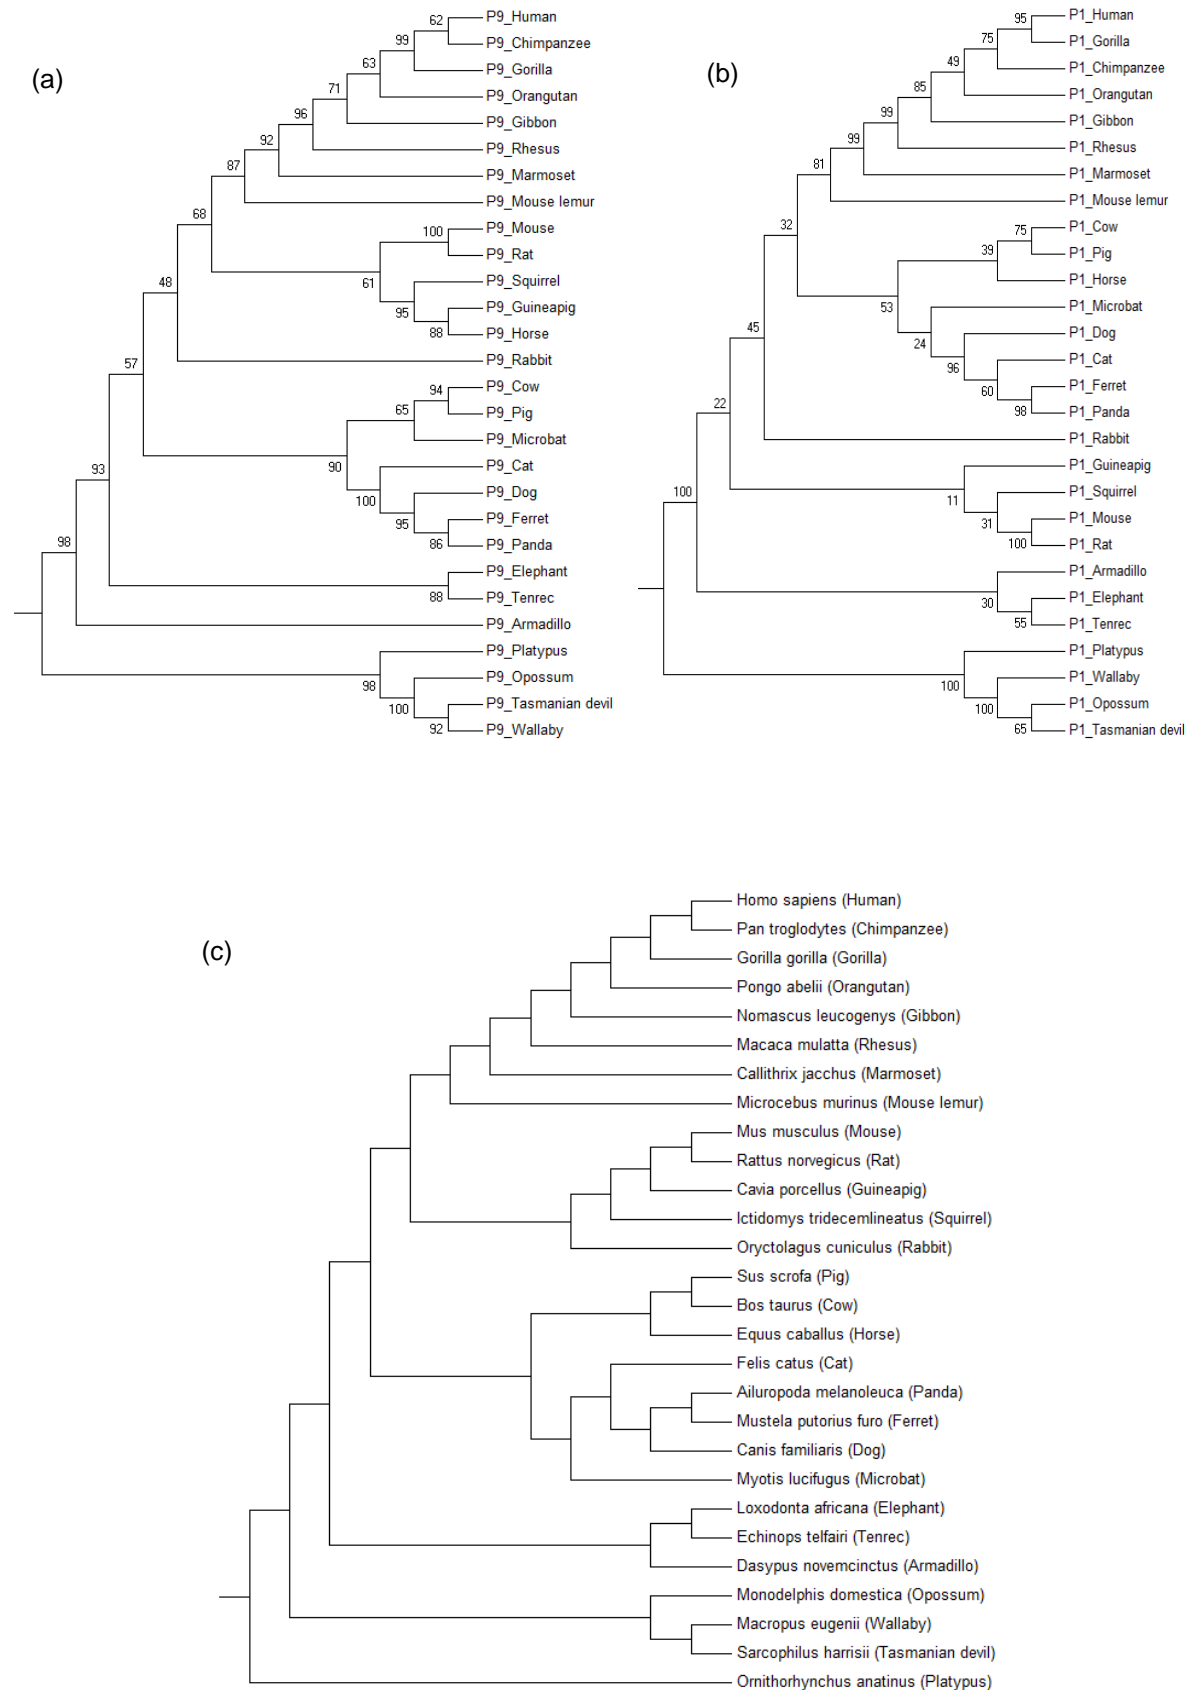 (a)
62
P9_Human
99
P9_Chimpanzee
63
P9_Gorilla
71
P9_Orangutan
96
P9_Gibbon
92
P9_Rhesus
87
P9_Marmoset
68
P9_Mouse lemur
100
P9_Mouse
P9_Rat
48
61
P9_Squirrel
95
P9_Guineapig
88
P9_Horse
57
P9_Rabbit
94
P9_Cow
65
P9_Pig
90
P9_Microbat
93
P9_Cat
100
P9_Dog
95
P9_Ferret
86
P9_Panda
98
P9_Elephant
88
P9_Tenrec
P9_Armadillo
P9_Platypus
98
P9_Opossum
100
P9_Tasmanian devil
92
P9_Wallaby
(b)
95
P1_Human
75
P1_Gorilla
49
P1_Chimpanzee
85
P1_Orangutan
99
P1_Gibbon
99
P1_Rhesus
81
P1_Marmoset
P1_Mouse lemur
32
75
P1_Cow
39
P1_Pig
P1_Horse
53
P1_Microbat
45
24
P1_Dog
96
P1_Cat
60
P1_Ferret
98
P1_Panda
22
P1_Rabbit
P1_Guineapig
100
11
P1_Squirrel
31
P1_Mouse
100
P1_Rat
P1_Armadillo
30
P1_Elephant
55
P1_Tenrec
P1_Platypus
100
P1_Wallaby
100
P1_Opossum
65
P1_Tasmanian devil
(c)
Homo sapiens (Human)
Pan troglodytes (Chimpanzee)
Gorilla gorilla (Gorilla)
Pongo abelii (Orangutan)
Nomascus leucogenys (Gibbon)
Macaca mulatta (Rhesus)
Callithrix jacchus (Marmoset)
Microcebus murinus (Mouse lemur)
Mus musculus (Mouse)
Rattus norvegicus (Rat)
Cavia porcellus (Guineapig)
Ictidomys tridecemlineatus (Squirrel)
Oryctolagus cuniculus (Rabbit)
Sus scrofa (Pig)
Bos taurus (Cow)
Equus caballus (Horse)
Felis catus (Cat)
Ailuropoda melanoleuca (Panda)
Mustela putorius furo (Ferret)
Canis familiaris (Dog)
Myotis lucifugus (Microbat)
Loxodonta africana (Elephant)
Echinops telfairi (Tenrec)
Dasypus novemcinctus (Armadillo)
Monodelphis domestica (Opossum)
Macropus eugenii (Wallaby)
Sarcophilus harrisii (Tasmanian devil)
Ornithorhynchus anatinus (Platypus)